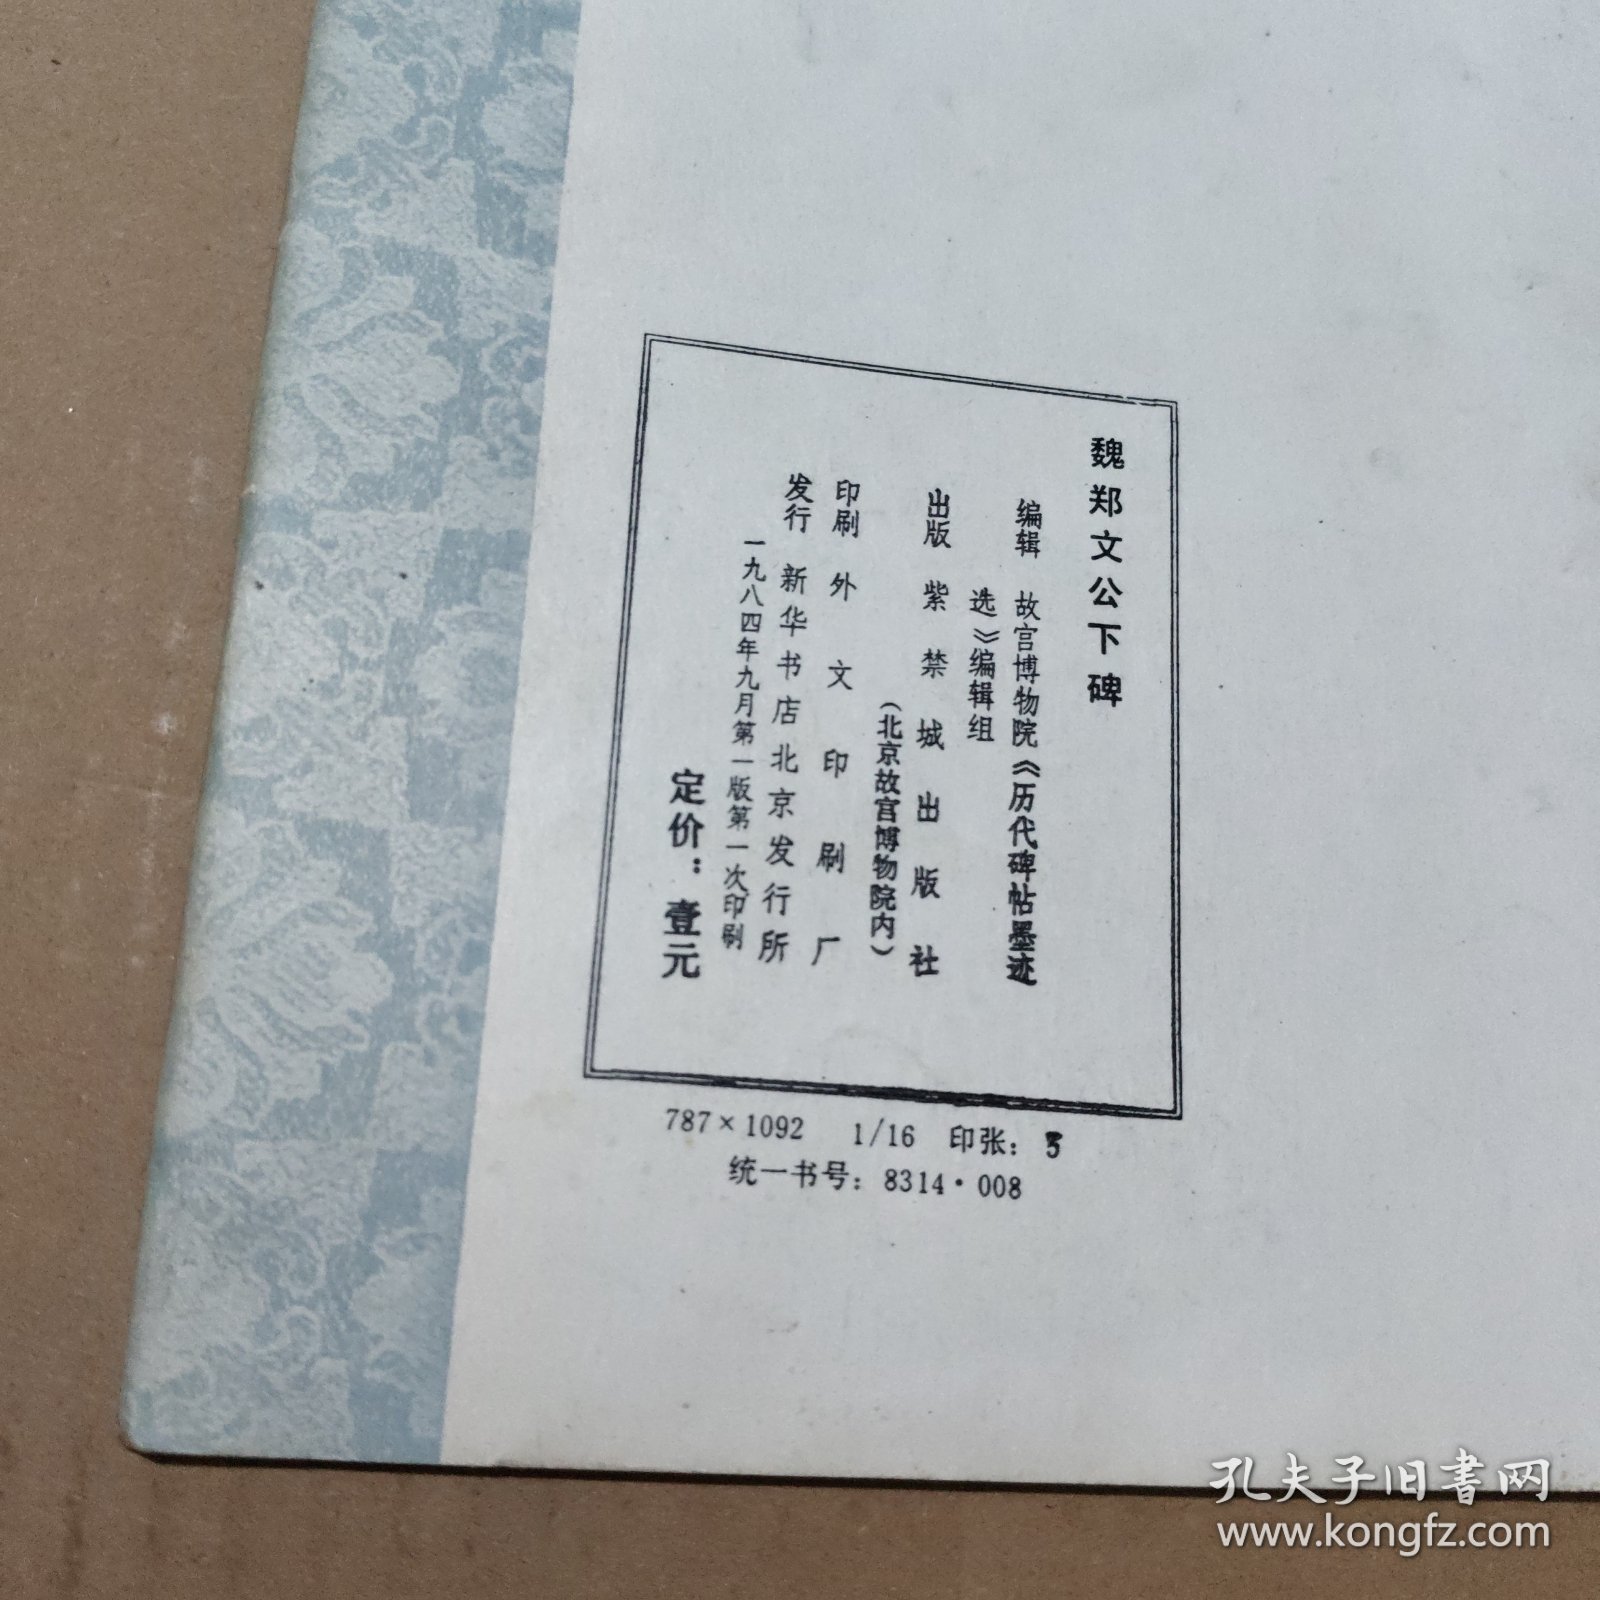 魏郑文公下碑
编辑 故宫博物院《历代碑帖墨迹
选》编辑组
出版 紫禁城出版社
（北京故宫博物院内）
印刷 外文印刷厂
发行 新华书店北京发行所
一九八四年九月第一版第一次印刷
定价：壹元
787×1092 1/16 印张：
统一书号：8314·008
孔夫子旧书网
www.kongfz.com